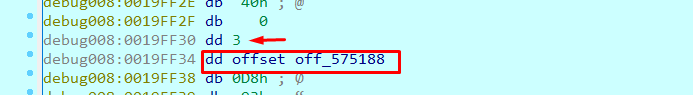 debug008:0019FF2E db 40h ; @
debug008:0019FF2F db 0
debug008:0019FF30 dd 3
debug008:0019FF34 dd offset off_575188
debug008:0019FF38 db 0D8h ; Ø